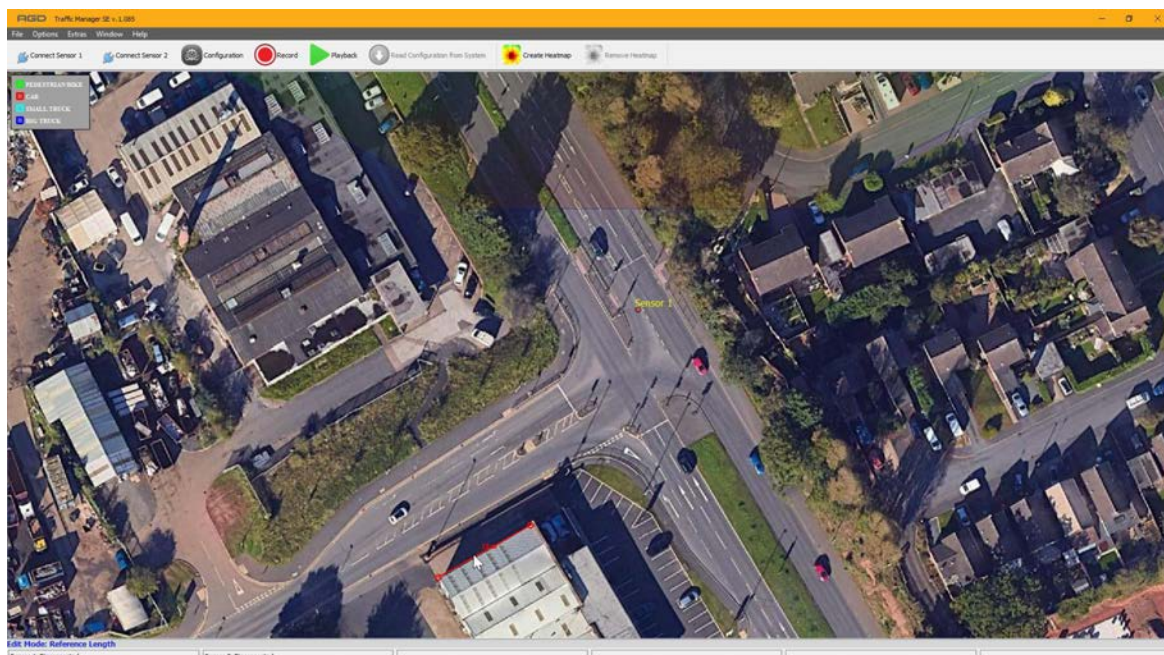 AGD Traffic Manager SE v.1.085
File Options Extras Window Help
Connect Sensor 1 Connect Sensor 2 Configuration Record Playback Read Configuration from System Create Heatmap Remove Heatmap
PEDESTRIAN/BIKE
CAR
SMALL TRUCK
BIG TRUCK
Sensor 1
Edit Mode: Reference Length